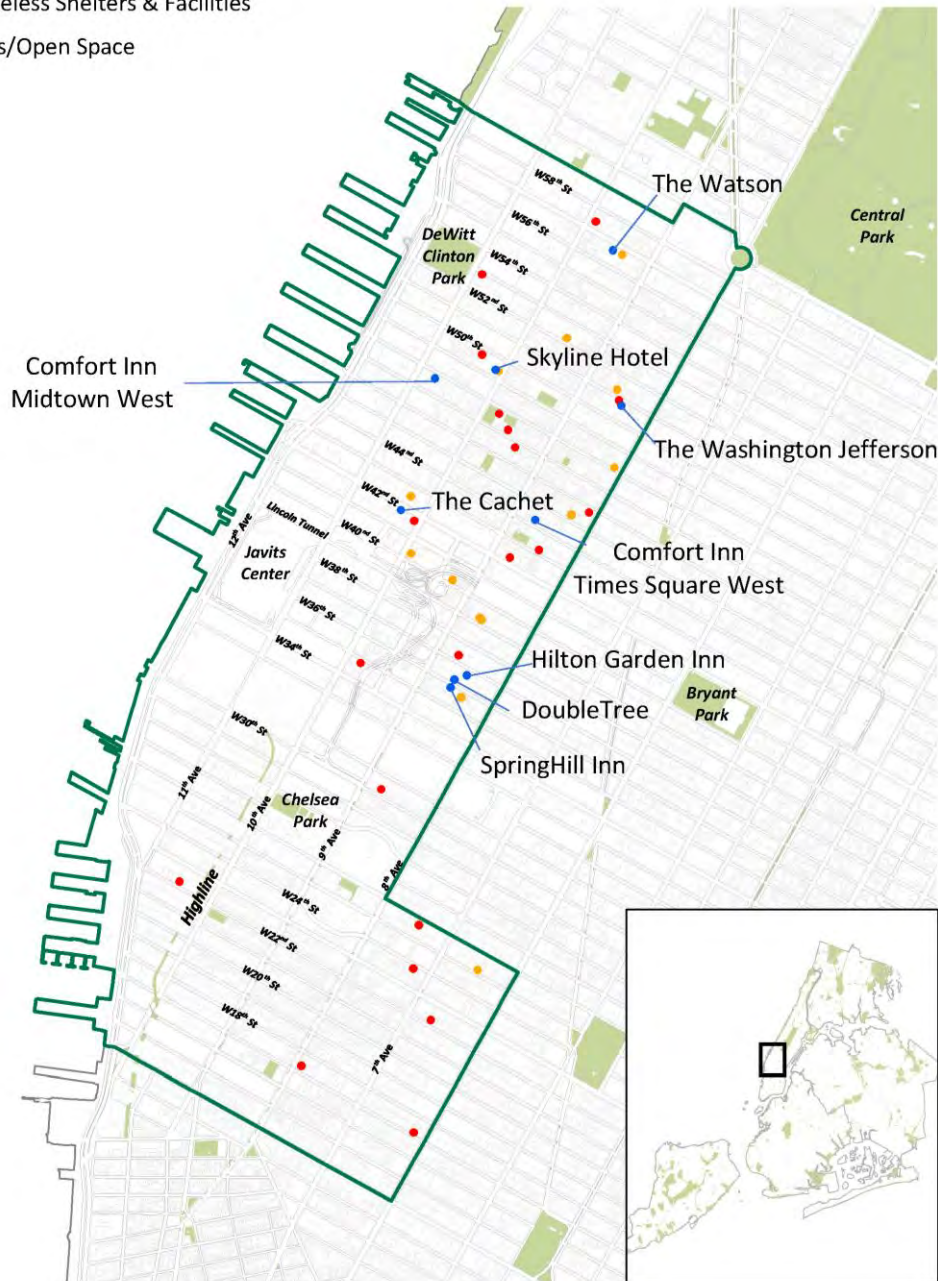 eless Shelters & Facilities
s/Open Space
W58th St
The Watson
W56th St
Central
Park
DeWitt
Clinton
Park
W54th St
W52nd St
W50th St
Skyline Hotel
Comfort Inn
Midtown West
The Washington Jefferson
W44nd St
W42nd St
The Cachet
Lincoln Tunnel
W40nd St
12th Ave
Javits
Center
Comfort Inn
Times Square West
W38th St
W36th St
W34th St
Hilton Garden Inn
Bryant
Park
DoubleTree
SpringHill Inn
W30th St
11th Ave
10th Ave
Chelsea
Park
9th Ave
8th Ave
Highline
W24th St
W22nd St
W20th St
W18th St
7th Ave